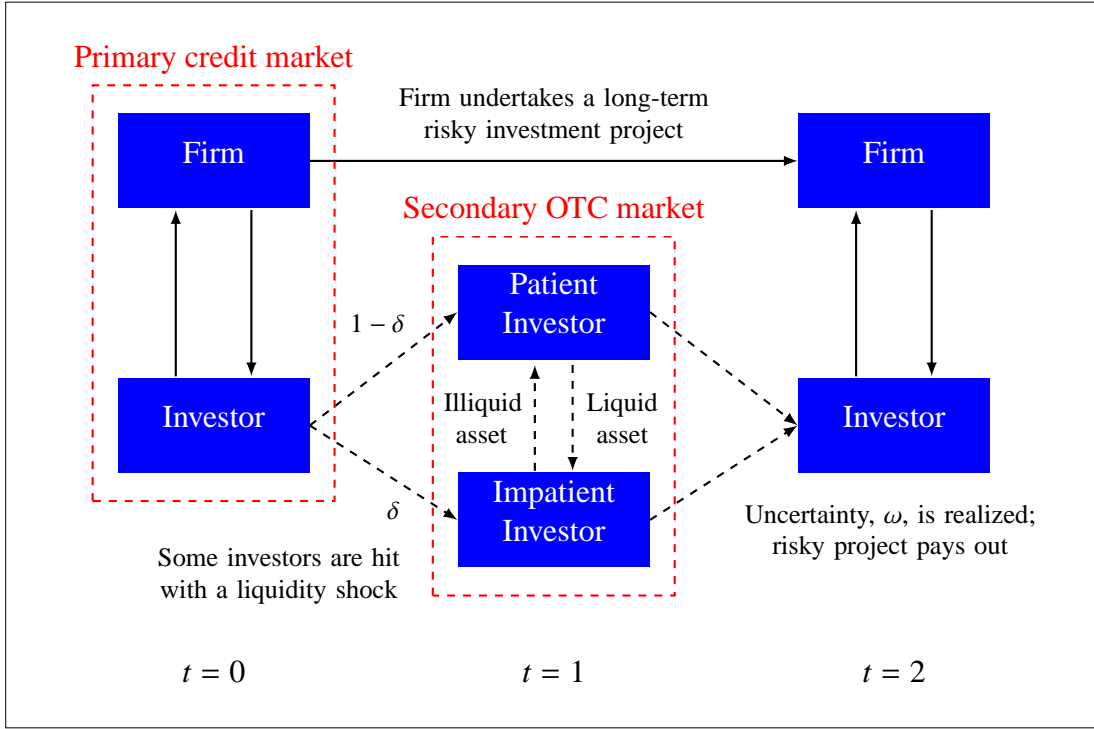 Primary credit market
Firm undertakes a long-term
risky investment project
Firm
Firm
Secondary OTC market
Patient
Investor
1 − δ
Illiquid
asset
Liquid
asset
Investor
Investor
δ
Impatient
Investor
Some investors are hit
with a liquidity shock
Uncertainty, ω, is realized;
risky project pays out
t = 0
t = 1
t = 2